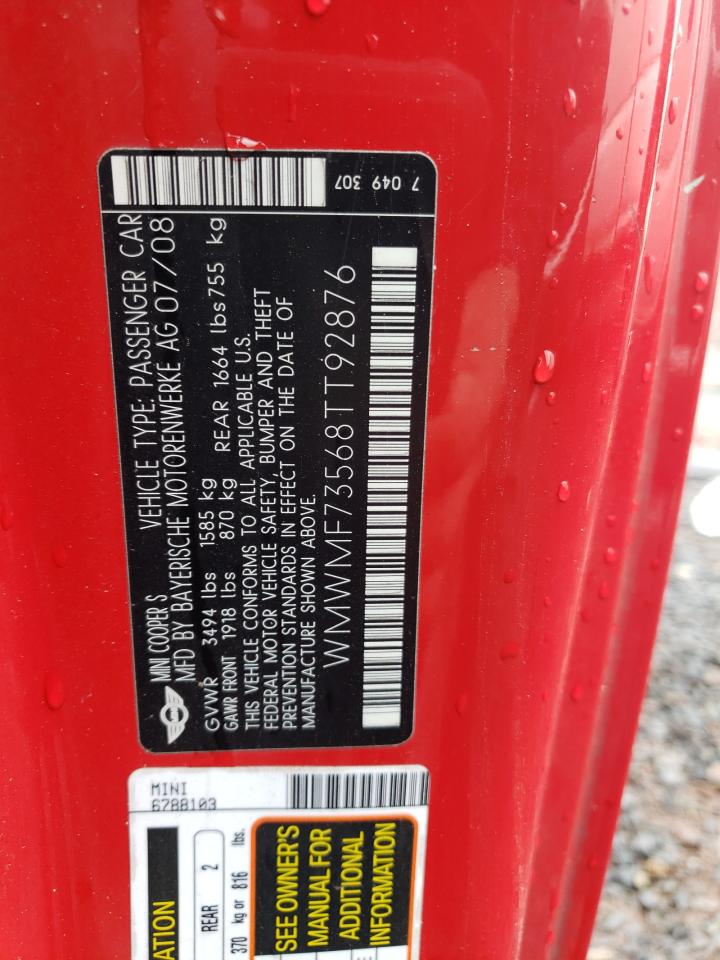 MINI COOPER S VEHICLE TYPE: PASSENGER CAR
MFD BY BAYERISCHE MOTORENWERKE AG 07/08
GVWR 3494 lbs 1585 kg
GAWR FRONT 1918 lbs 870 kg REAR 1664 lbs 755 kg
THIS VEHICLE CONFORMS TO ALL APPLICABLE U.S.
FEDERAL MOTOR VEHICLE SAFETY, BUMPER AND THEFT
PREVENTION STANDARDS IN EFFECT ON THE DATE OF
MANUFACTURE SHOWN ABOVE.
WMWMF73568TT92876
7 049 307
MINI
6788103
ATION
REAR 2
370 kg or 816 lbs.
SEE OWNER'S
MANUAL FOR
ADDITIONAL
INFORMATION